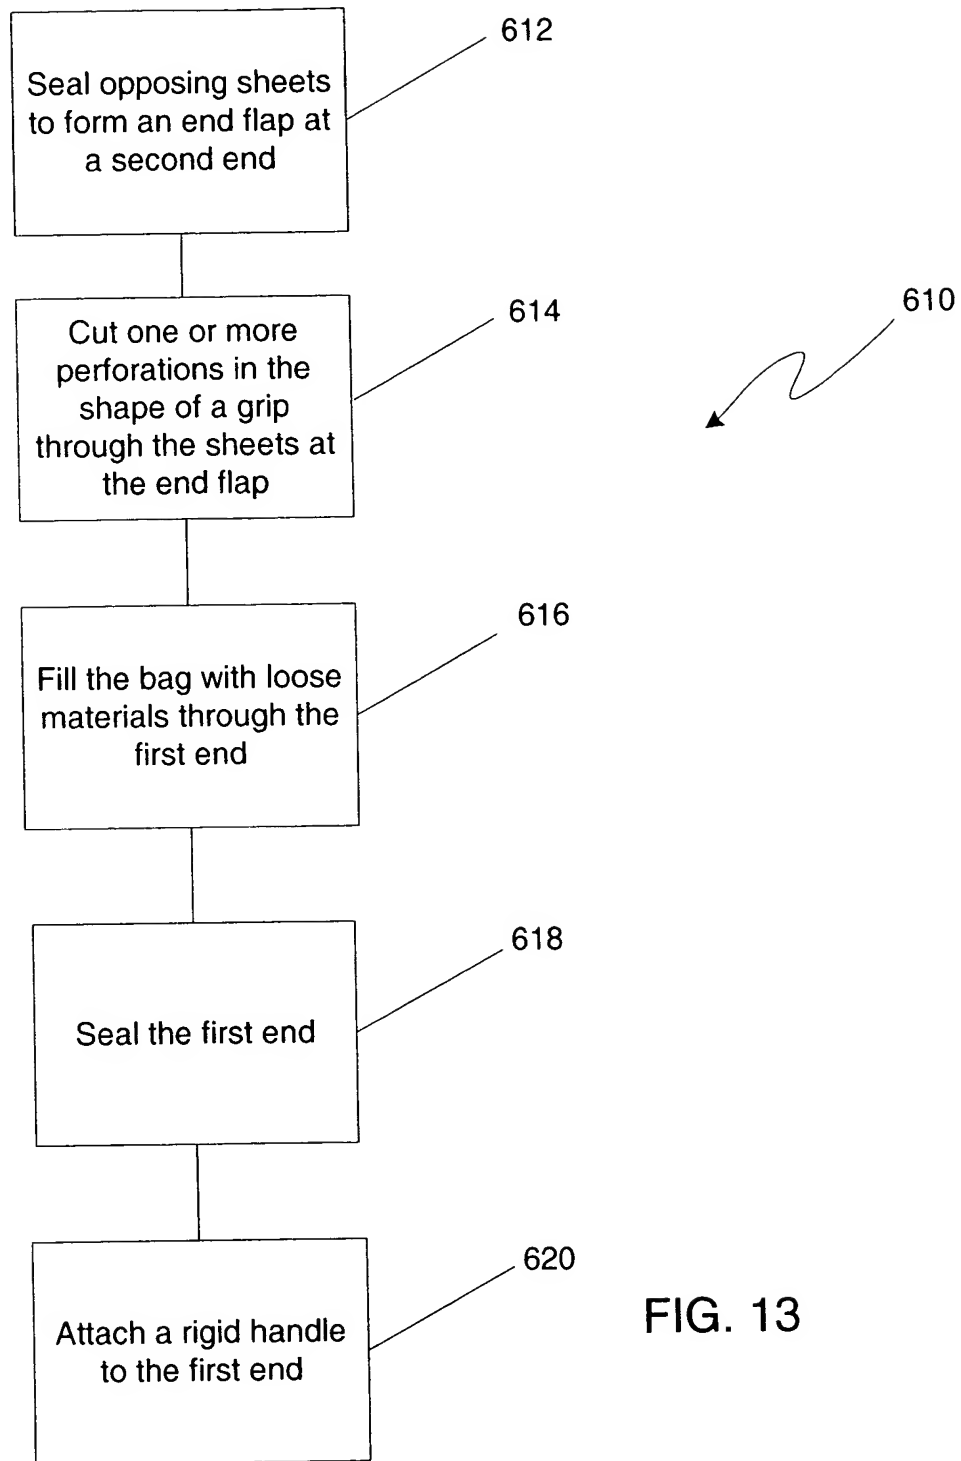 612
Seal opposing sheets
to form an end flap at
a second end
610
614
Cut one or more
perforations in the
shape of a grip
through the sheets at
the end flap
616
Fill the bag with loose
materials through the
first end
618
Seal the first end
620
Attach a rigid handle
to the first end
FIG. 13